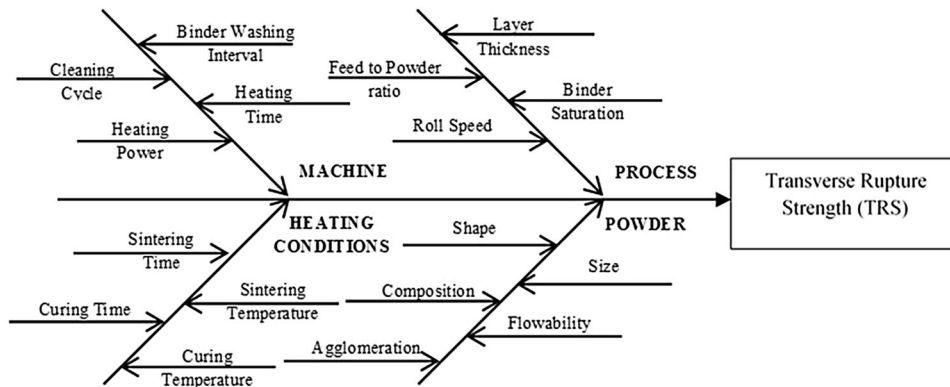 Binder Washing
Interval
Cleaning
Cycle
Heating
Time
Heating
Power
MACHINE
Layer
Thickness
Feed to Powder
ratio
Binder
Saturation
Roll Speed
PROCESS
Transverse Rupture
Strength (TRS)
HEATING
CONDITIONS
Sintering
Time
Sintering
Temperature
Curing Time
Curing
Temperature
POWDER
Shape
Size
Composition
Flowability
Agglomeration